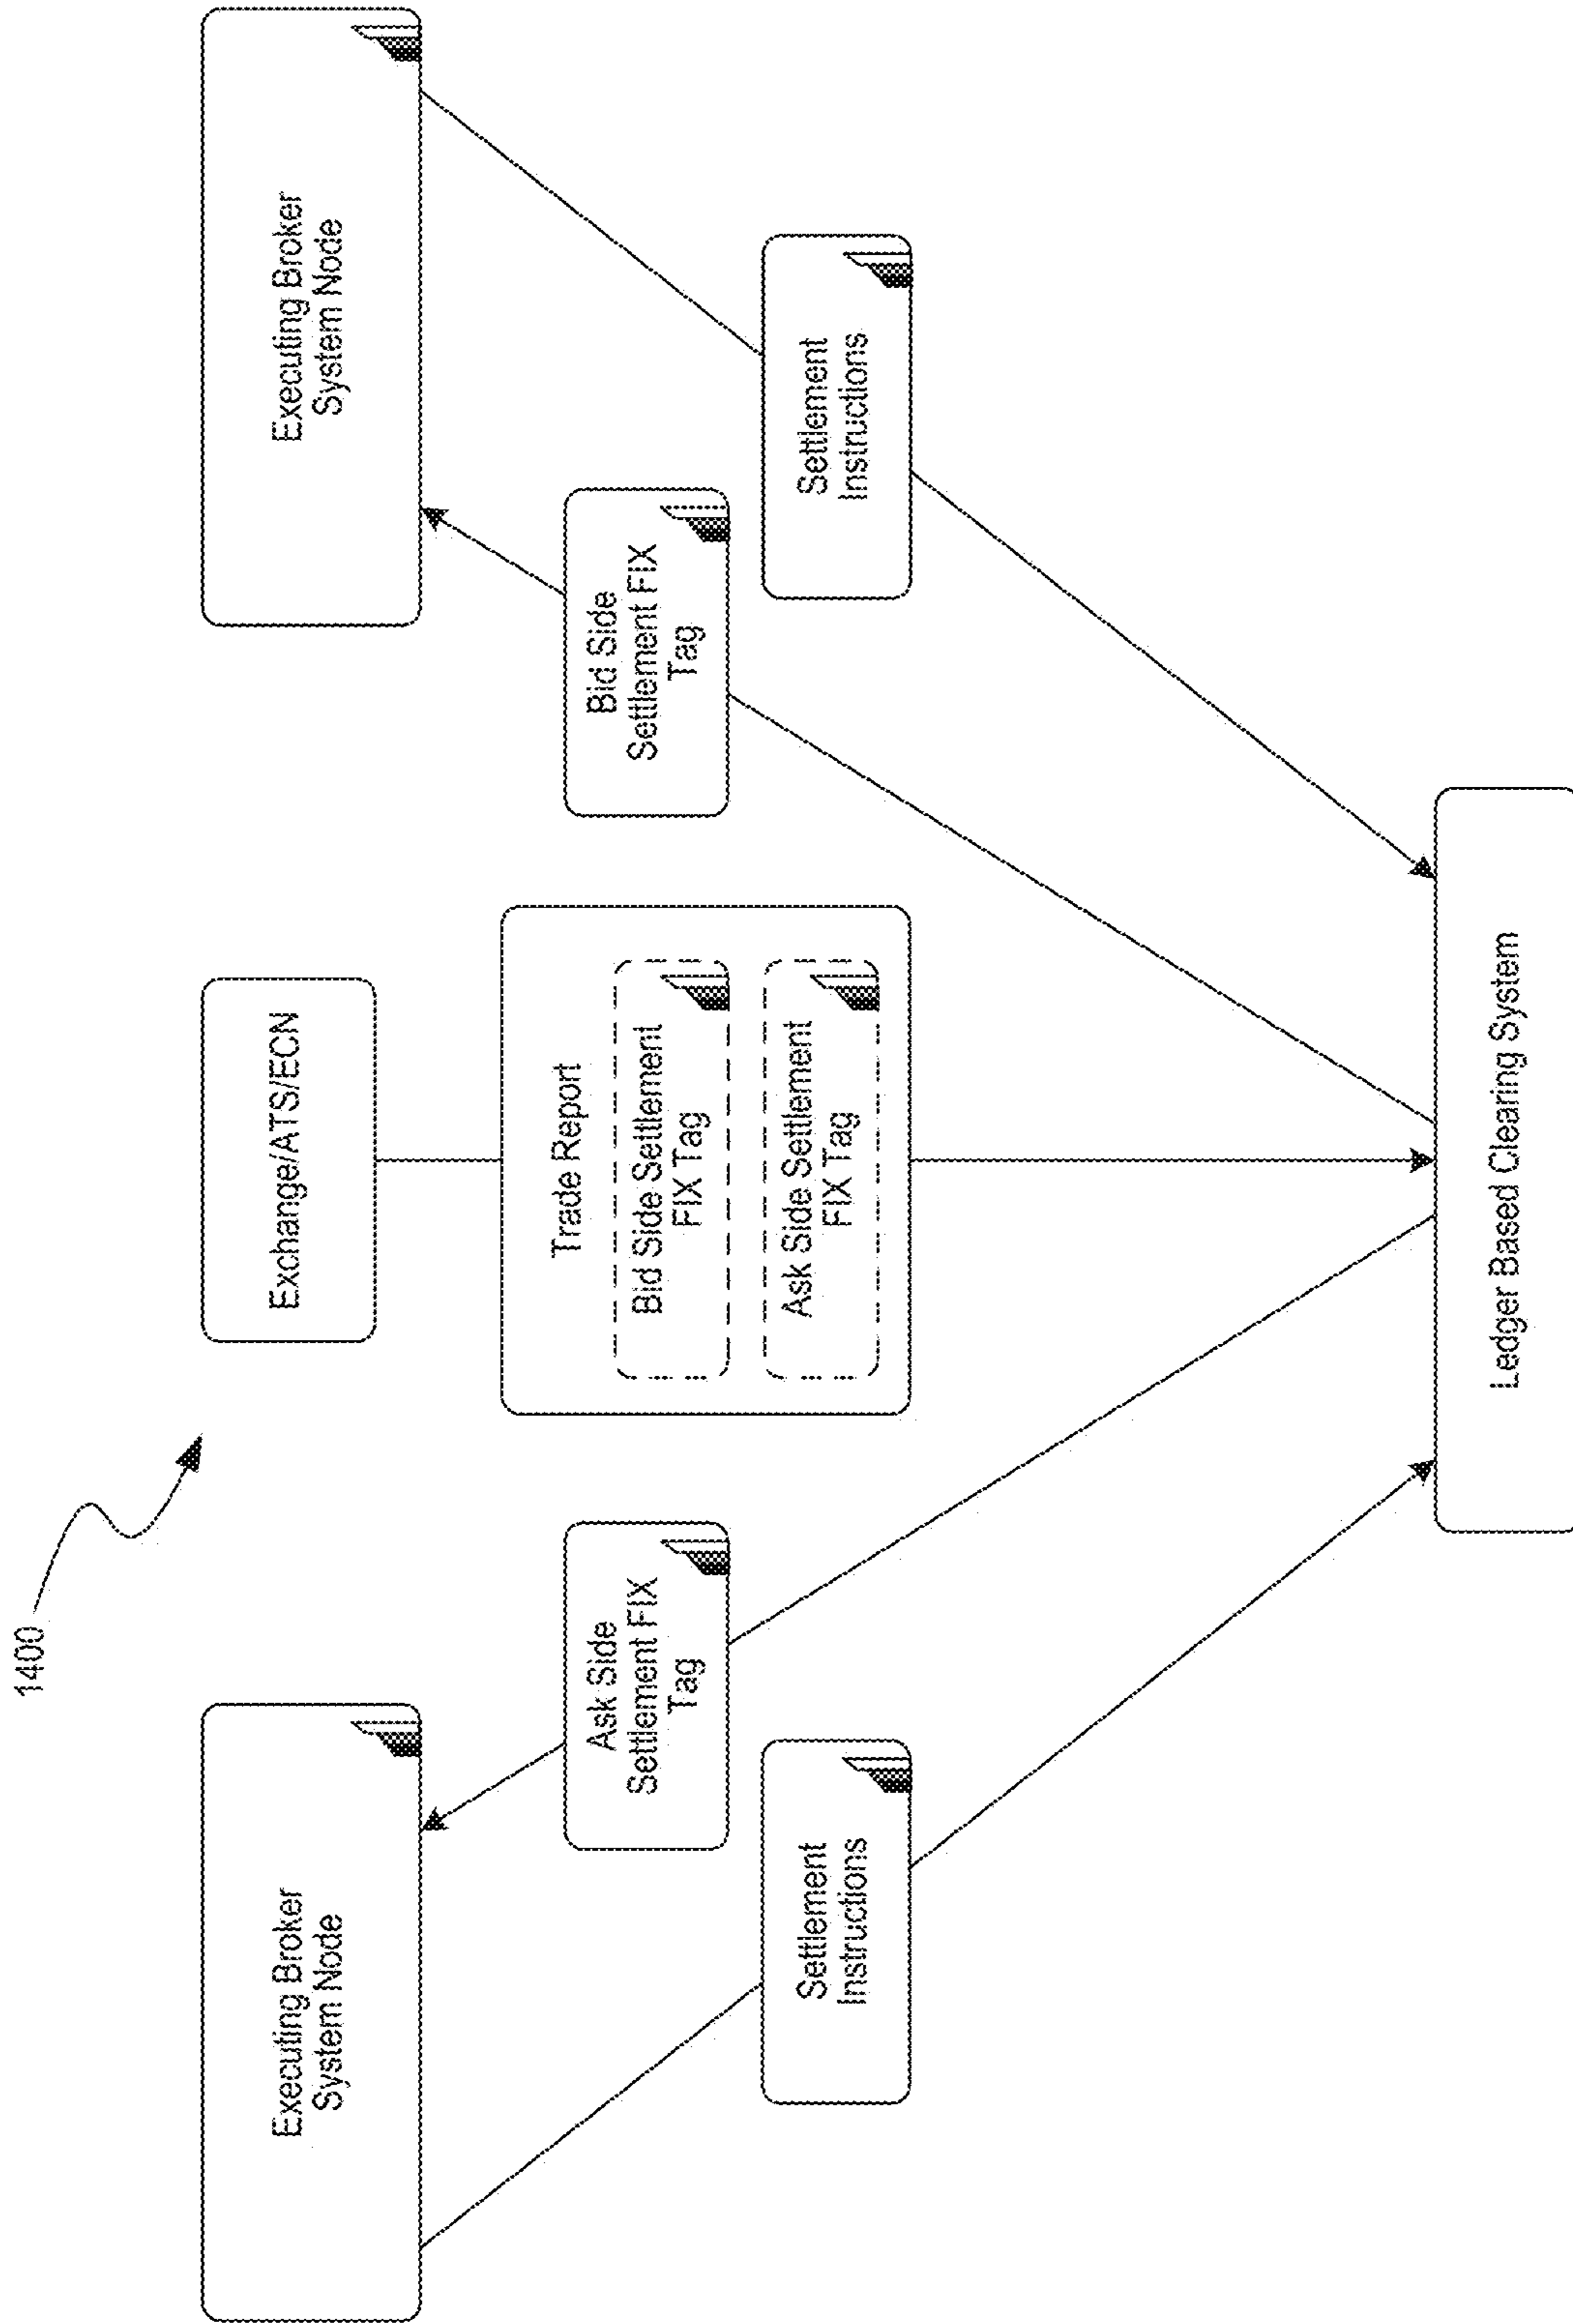 1400
Executing Broker
System Node
Exchange/ATS/ECN
Executing Broker
System Node
Ask Side
Settlement FIX
Tag
Trade Report
Bid Side Settlement
FIX Tag
Ask Side Settlement
FIX Tag
Bid Side
Settlement FIX
Tag
Settlement
Instructions
Settlement
Instructions
Ledger Based Clearing System